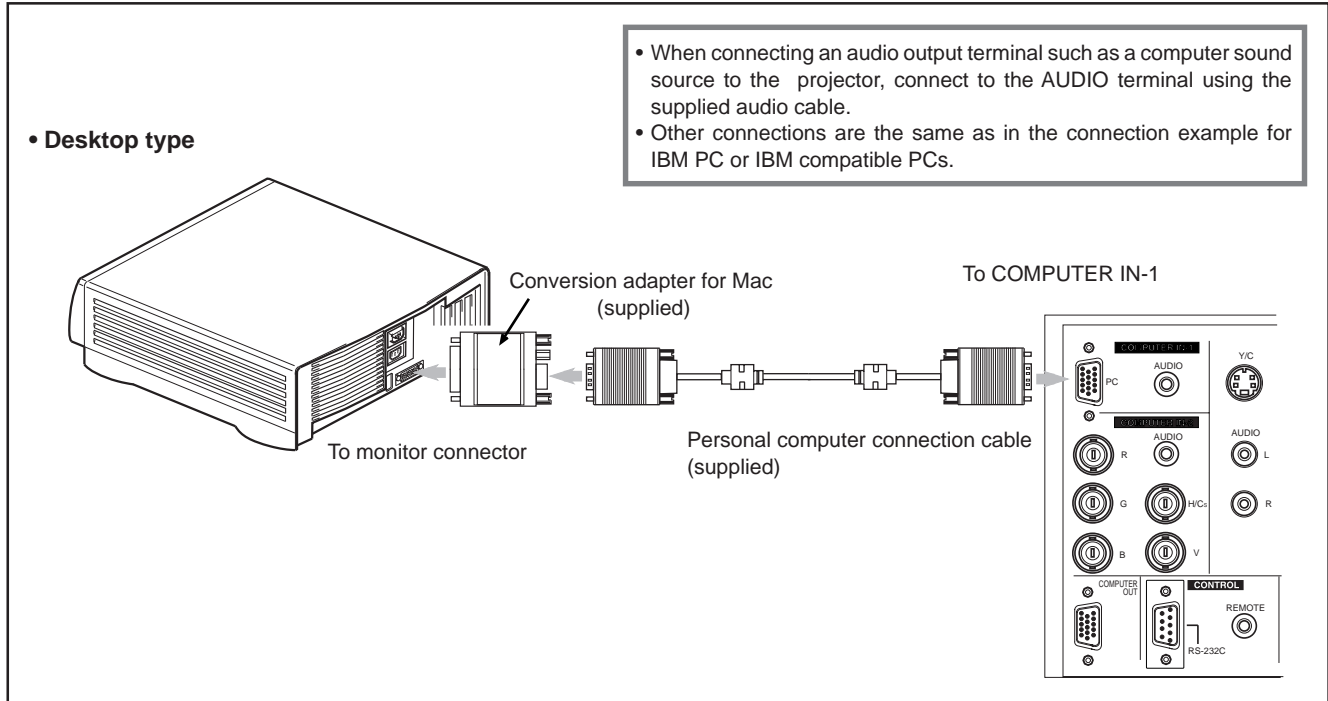 • When connecting an audio output terminal such as a computer sound
source to the projector, connect to the AUDIO terminal using the
supplied audio cable.
• Other connections are the same as in the connection example for
IBM PC or IBM compatible PCs.
• Desktop type
Conversion adapter for Mac
(supplied)
To COMPUTER IN-1
To monitor connector
Personal computer connection cable
(supplied)
COMPUTER IN-1
PC
AUDIO
Y/C
AUDIO
R
AUDIO
L
G
H/Cs
R
B
V
COMPUTER
OUT
CONTROL
REMOTE
RS-232C